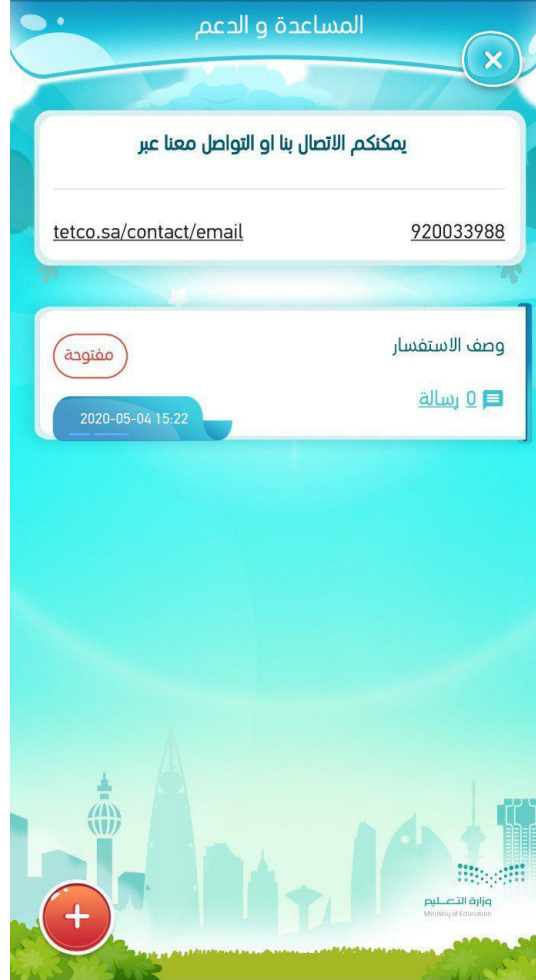 المساعدة و الدعم
يمكنكم الاتصال بنا او التواصل معنا عبر
920033988
tetco.sa/contact/email
وصف الاستفسار
مفتوحة
0 رسالة
2020-05-04 15:22
وزارة التعـليم
Ministry of Education